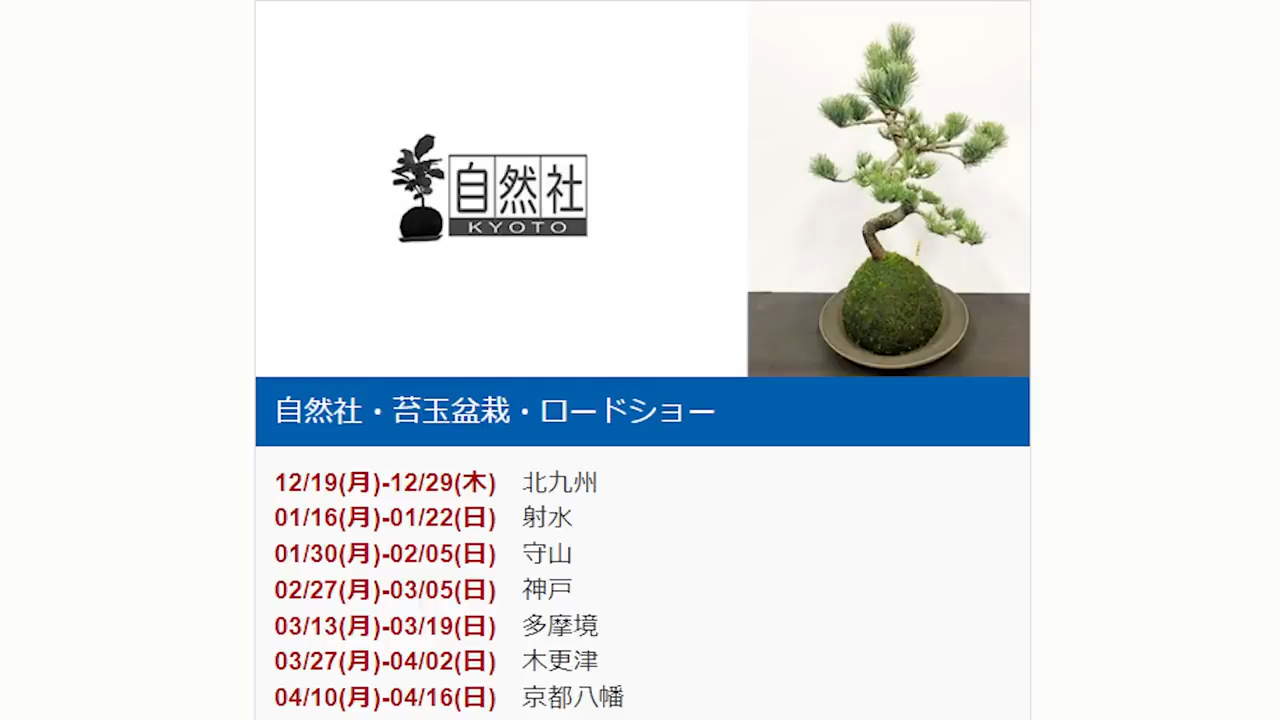 自然社
KYOTO
自然社・苔玉盆栽・ロードショー
12/19(月)-12/29(木) 北九州
01/16(月)-01/22(日) 射水
01/30(月)-02/05(日) 守山
02/27(月)-03/05(日) 神戸
03/13(月)-03/19(日) 多摩境
03/27(月)-04/02(日) 木更津
04/10(月)-04/16(日) 京都八幡